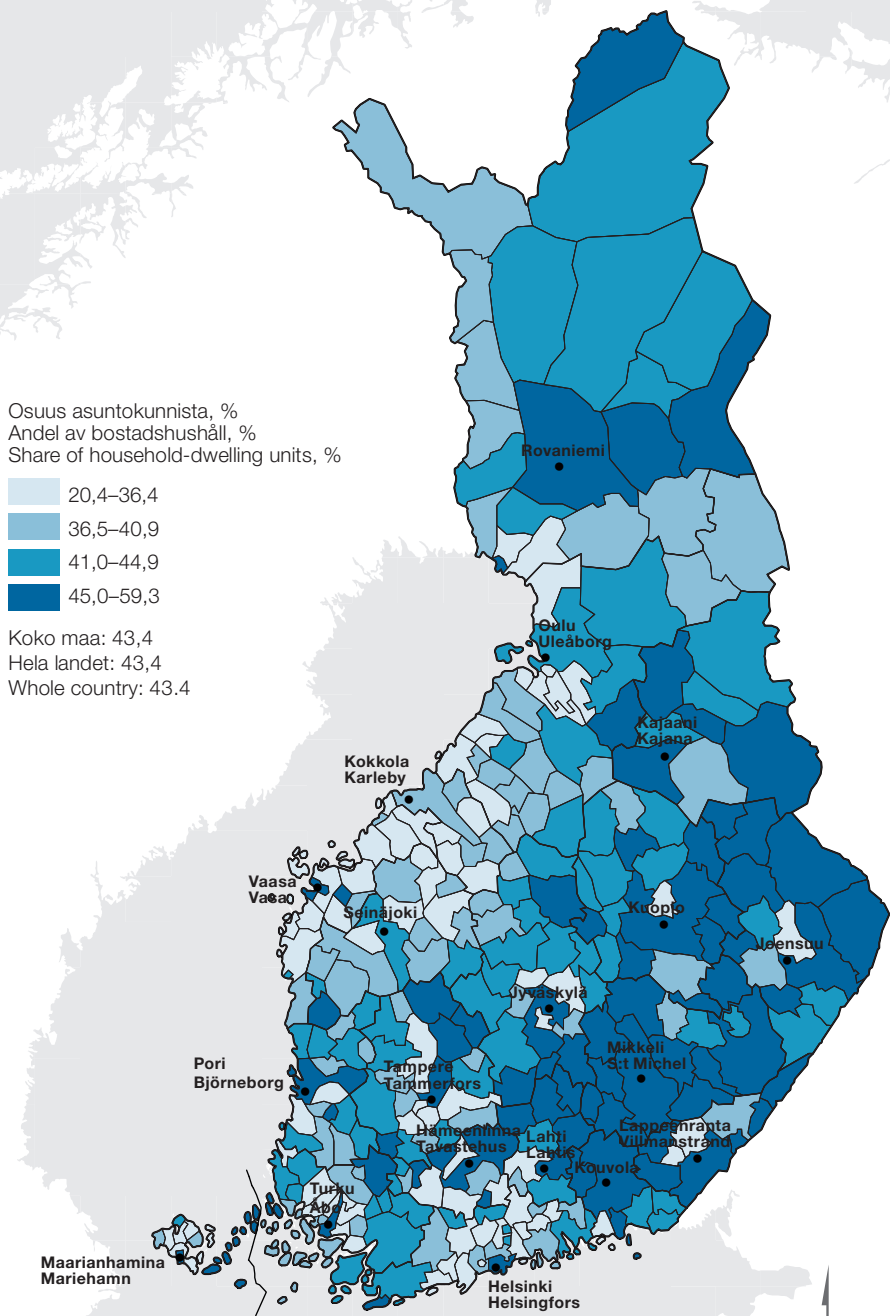 Osuus asuntokunnista, %
Andel av bostadshushåll, %
Share of household-dwelling units, %
20,4–36,4
36,5–40,9
41,0–44,9
45,0–59,3
Koko maa: 43,4
Hela landet: 43,4
Whole country: 43.4
Rovaniemi
Oulu
Uleåborg
Kajaani
Kajana
Kokkola
Karleby
Vaasa
Vasa
Seinäjoki
Kuopio
Joensuu
Jyväskylä
Mikkeli
S:t Michel
Pori
Björneborg
Tampere
Tammerfors
Hämeenlinna
Tavastehus
Lahti
Lahtis
Lappeenranta
Villmanstrand
Kouvola
Turku
Åbo
Maarianhamina
Mariehamn
Helsinki
Helsingfors